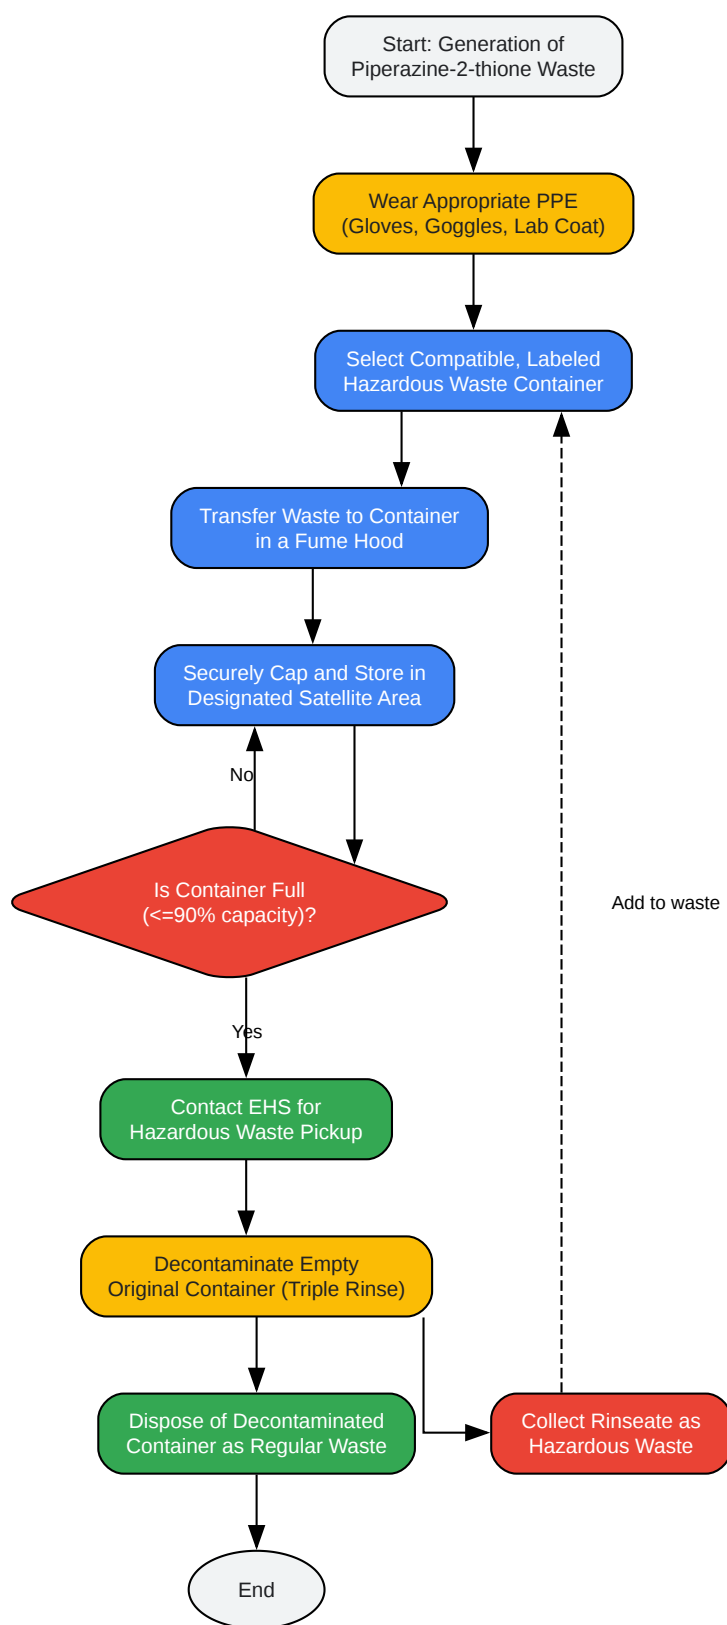 Start: Generation of
Piperazine-2-thione Waste
Wear Appropriate PPE
(Gloves, Goggles, Lab Coat)
Select Compatible, Labeled
Hazardous Waste Container
Transfer Waste to Container
in a Fume Hood
Securely Cap and Store in
Designated Satellite Area
No
Is Container Full
(<=90% capacity)?
Add to waste
Yes
Contact EHS for
Hazardous Waste Pickup
Decontaminate Empty
Original Container (Triple Rinse)
Dispose of Decontaminated
Container as Regular Waste
Collect Rinseate as
Hazardous Waste
End